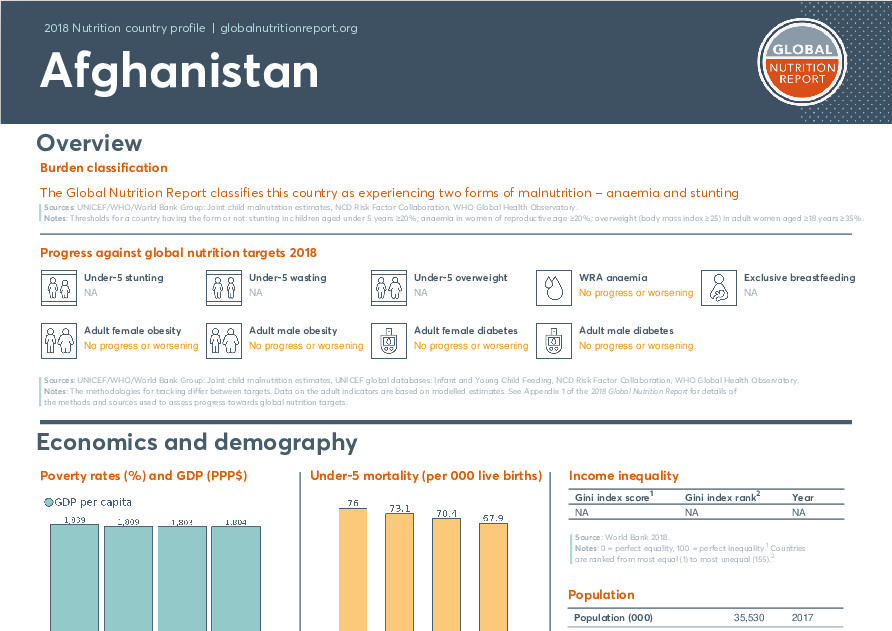 2018 Nutrition country profile | globalnutritionreport.org
Afghanistan
GLOBAL
NUTRITION
REPORT
Overview
Burden classification
The Global Nutrition Report classifies this country as experiencing two forms of malnutrition – anaemia and stunting
Sources: UNICEF/WHO/World Bank Group: Joint child malnutrition estimates, NCD Risk Factor Collaboration, WHO Global Health Observatory.
Notes: Thresholds for a country having the form or not: stunting in children aged under 5 years ≥20%; anaemia in women of reproductive age ≥20%; overweight (body mass index ≥25) in adult women aged ≥18 years ≥35%.
Progress against global nutrition targets 2018
Under-5 stunting
NA
Under-5 wasting
NA
Under-5 overweight
NA
WRA anaemia
No progress or worsening
Exclusive breastfeeding
NA
Adult female obesity
No progress or worsening
Adult male obesity
No progress or worsening
Adult female diabetes
No progress or worsening
Adult male diabetes
No progress or worsening
Sources: UNICEF/WHO/World Bank Group: Joint child malnutrition estimates, UNICEF global databases: Infant and Young Child Feeding, NCD Risk Factor Collaboration, WHO Global Health Observatory.
Notes: The methodologies for tracking differ between targets. Data on the adult indicators are based on modelled estimates. See Appendix 1 of the 2018 Global Nutrition Report for details of
the methods and sources used to assess progress towards global nutrition targets.
Economics and demography
Poverty rates (%) and GDP (PPP$)
GDP per capita
1,939 1,809 1,803 1,804
Under-5 mortality (per 000 live births)
76 73.1 70.4 67.9
Income inequality
Gini index score1 Gini index rank2 Year
NA NA NA
Source: World Bank 2018.
Notes: 0 = perfect equality, 100 = perfect inequality.1 Countries
are ranked from most equal (1) to most unequal (155).2
Population
Population (000) 35,530 2017